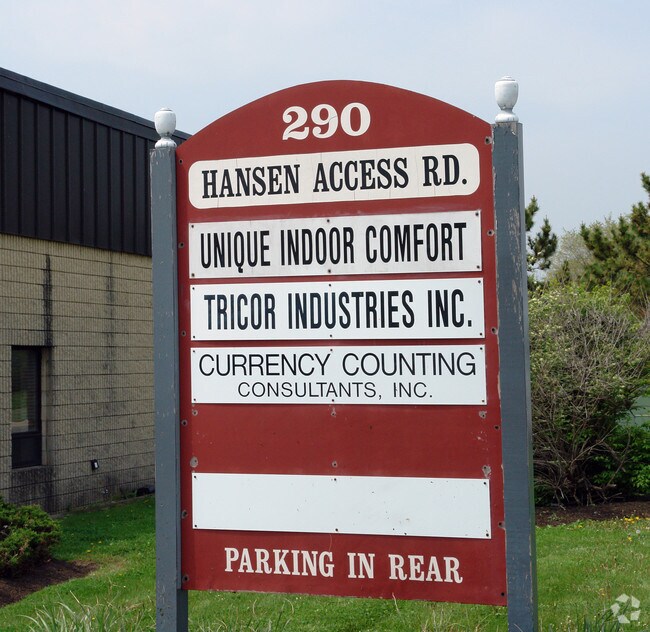 290
HANSEN ACCESS RD.
UNIQUE INDOOR COMFORT
TRICOR INDUSTRIES INC.
CURRENCY COUNTING
CONSULTANTS, INC.
PARKING IN REAR